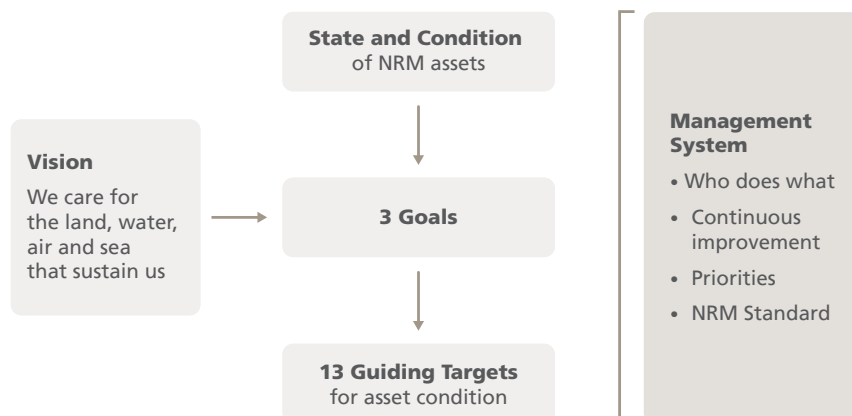 State and Condition
of NRM assets
Vision
We care for
the land, water,
air and sea
that sustain us
3 Goals
13 Guiding Targets
for asset condition
Management
System
• Who does what
• Continuous
improvement
• Priorities
• NRM Standard